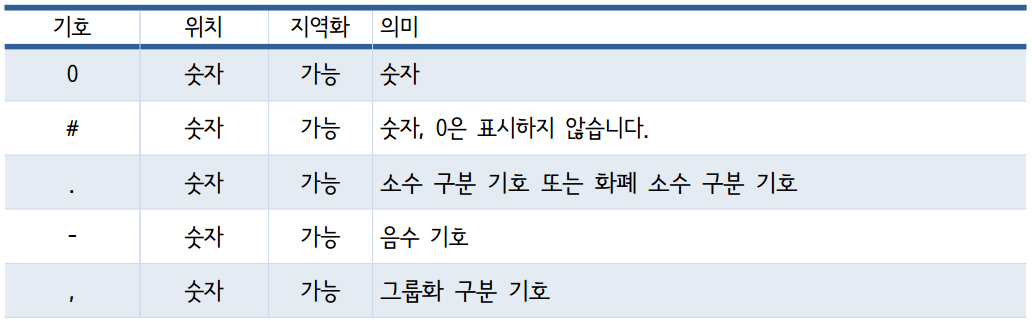 기호 위치 지역화 의미
0 숫자 가능 숫자
# 숫자 가능 숫자, 0은 표시하지 않습니다.
. 숫자 가능 소수 구분 기호 또는 화폐 소수 구분 기호
- 숫자 가능 음수 기호
, 숫자 가능 그룹화 구분 기호